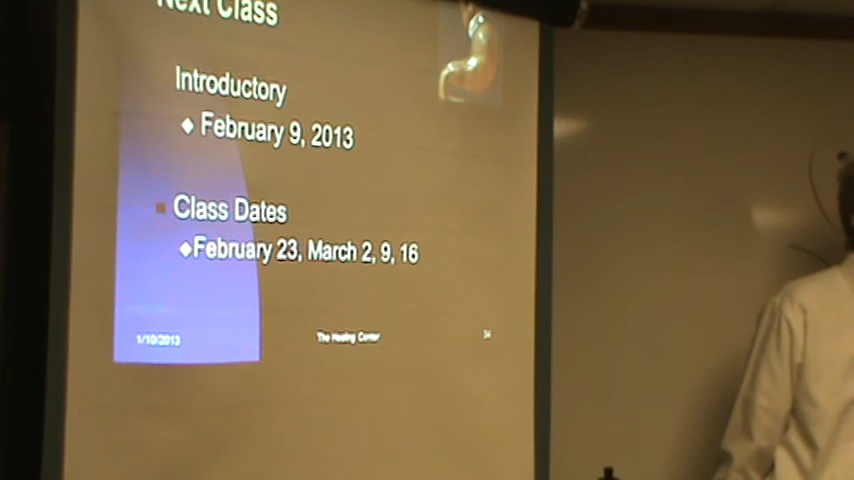 Next Class
Introductory
◆ February 9, 2013
Class Dates
◆February 23, March 2, 9, 16
1/10/2013 The Healing Center 34